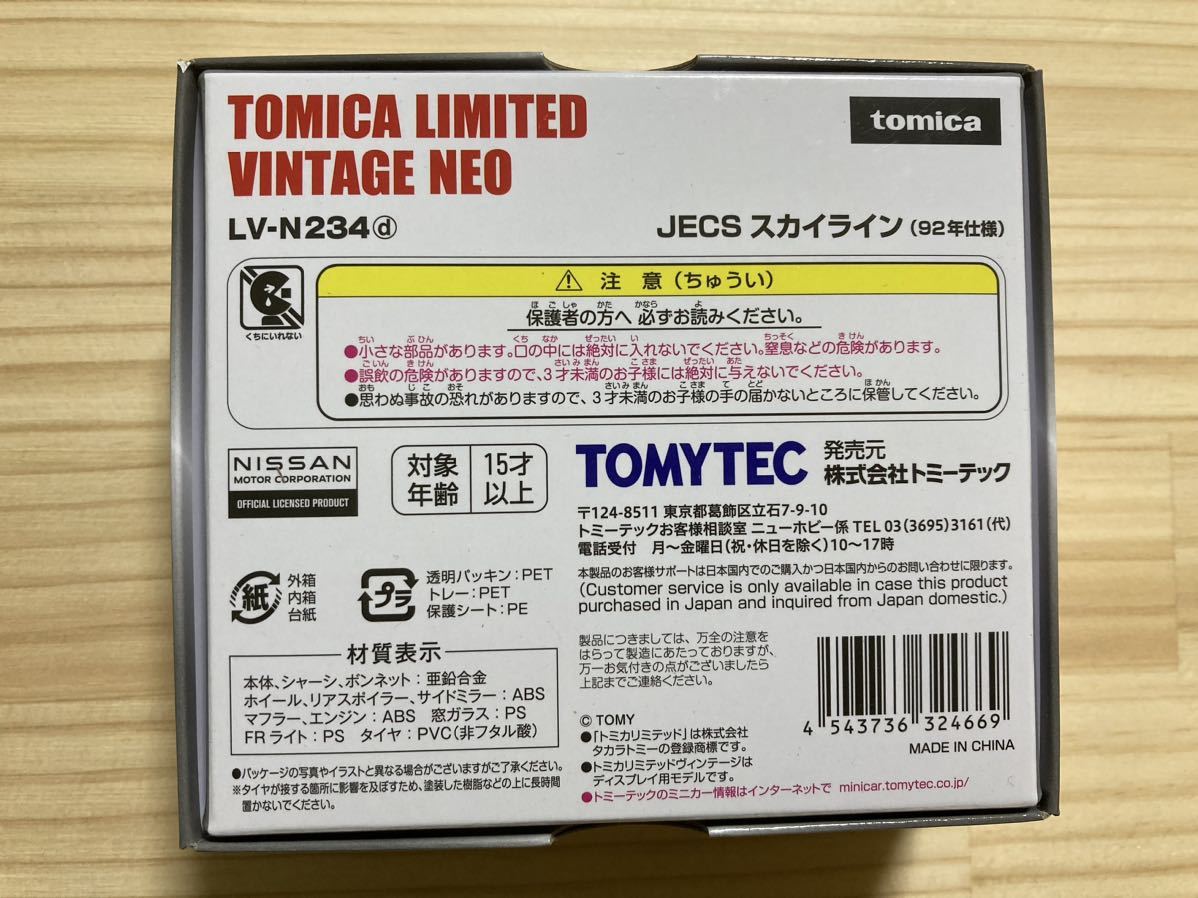 TOMICA LIMITED
VINTAGE NEO
tomica
LV-N234ⓓ
JECS スカイライン（92年仕様）
くちにいれない
⚠ 注 意（ちゅうい）
保護者の方へ 必ずお読みください。
●小さな部品があります。口の中には絶対に入れないでください。窒息などの危険があります。
●誤飲の危険がありますので、3才未満のお子様には絶対に与えないでください。
●思わぬ事故の恐れがありますので、3才未満のお子様の手の届かないところに保管してください。
NISSAN
MOTOR CORPORATION
OFFICIAL LICENSED PRODUCT
対象
年齢
15才
以上
TOMYTEC
発売元
株式会社トミーテック
〒124-8511 東京都葛飾区立石7-9-10
トミーテックお客様相談室 ニューホビー係 TEL 03(3695)3161(代)
電話受付 月〜金曜日(祝・休日を除く)10〜17時
本製品のお客様サポートは日本国内でのご購入かつ日本国内からのお問い合わせに限ります。
(Customer service is only available in case this product
purchased in Japan and inquired from Japan domestic.)
紙
外箱
内箱
台紙
プラ
透明パッキン：PET
トレー：PET
保護シート：PE
材質表示
本体、シャーシ、ボンネット：亜鉛合金
ホイール、リアスポイラー、サイドミラー：ABS
マフラー、エンジン：ABS 窓ガラス：PS
FRライト：PS タイヤ：PVC(非フタル酸)
●パッケージの写真やイラストと異なる場合がございますがご了承ください。
※タイヤが接する箇所に影響を及ぼすため、塗装した樹脂などの上に長時間
置かないでください。
製品につきましては、万全の注意を
はらって製造にあたっておりますが、
万一お気付きの点がございましたら
上記までご連絡ください。
© TOMY
●「トミカリミテッド」は株式会社
タカラトミーの登録商標です。
●トミカリミテッドヴィンテージは
ディスプレイ用モデルです。
●トミーテックのミニカー情報はインターネットで minicar.tomytec.co.jp/
4 543736 324669
MADE IN CHINA